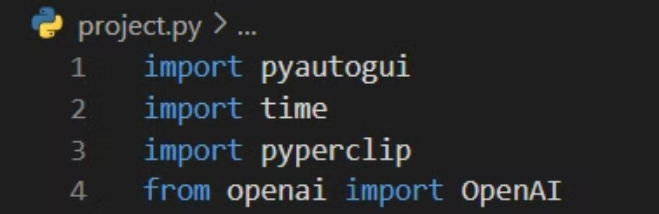 project.py > ...
1 import pyautogui
2 import time
3 import pyperclip
4 from openai import OpenAI